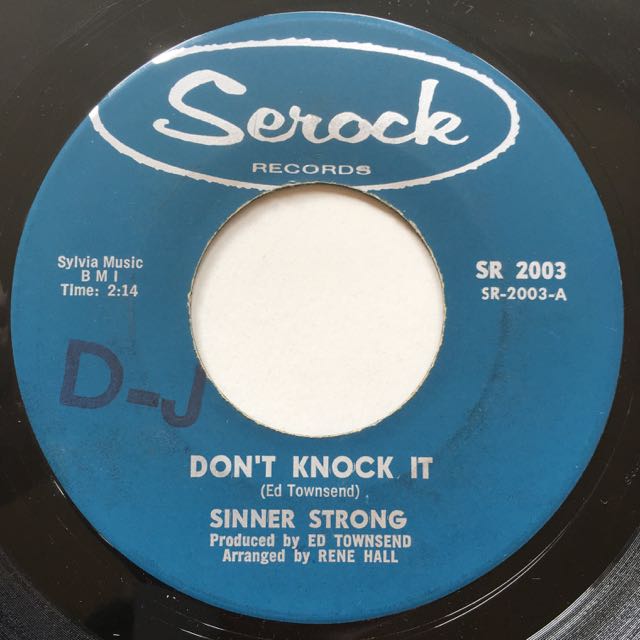 Serock
RECORDS
Sylvia Music
B M I
Time: 2:14
SR 2003
SR-2003-A
D-J
DON'T KNOCK IT
(Ed Townsend)
SINNER STRONG
Produced by ED TOWNSEND
Arranged by RENE HALL